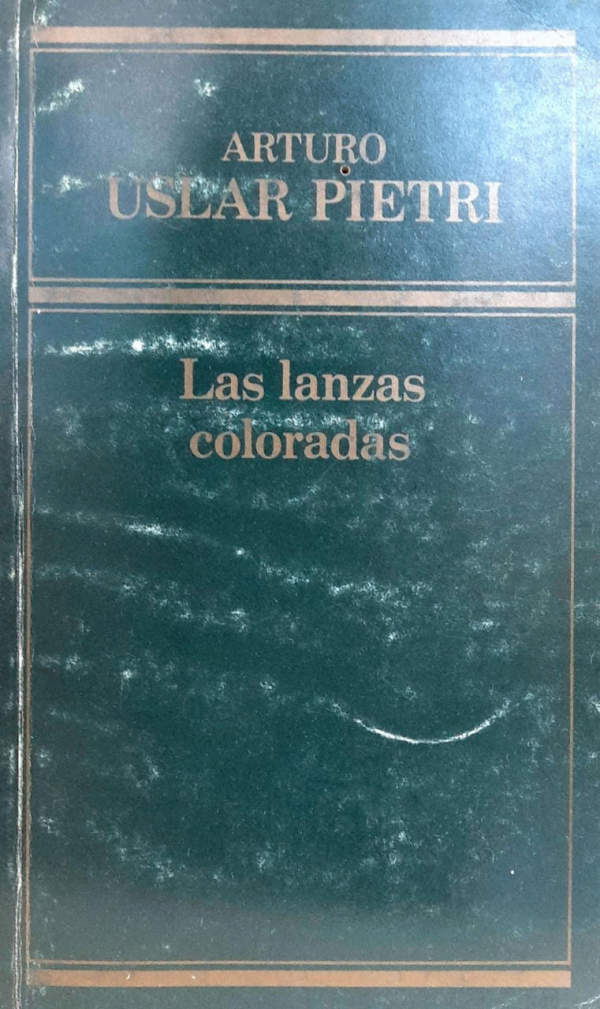 ARTURO
USLAR PIETRI
Las lanzas
coloradas